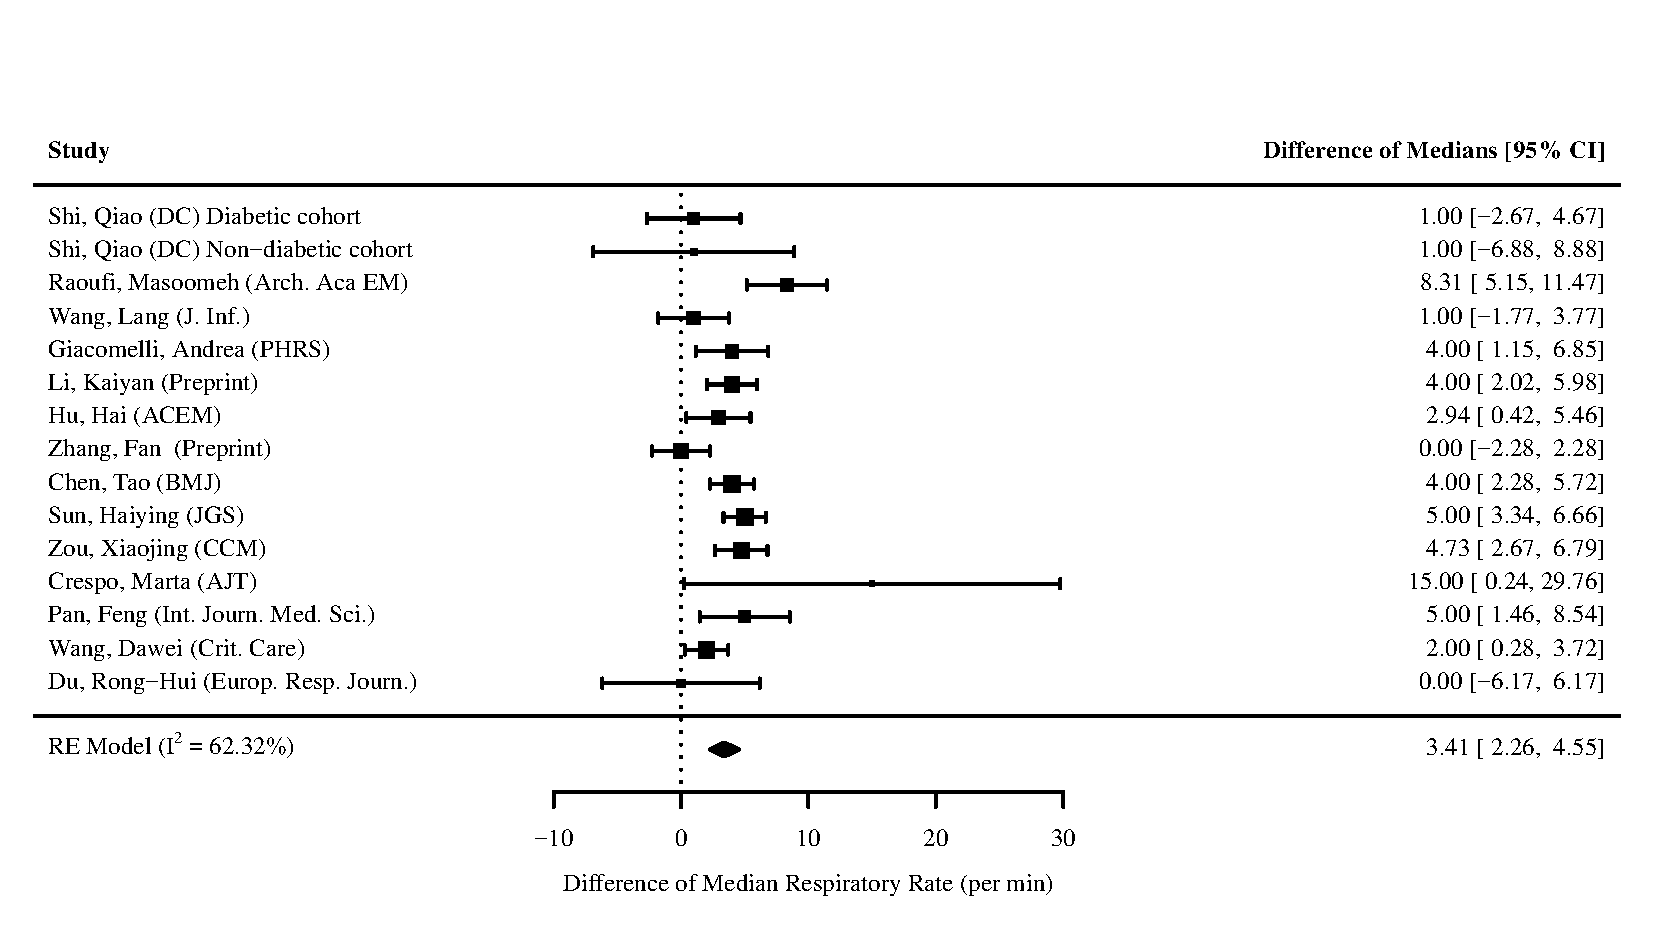 Study Difference of Medians [95% CI]
Shi, Qiao (DC) Diabetic cohort 1.00 [−2.67, 4.67]
Shi, Qiao (DC) Non−diabetic cohort 1.00 [−6.88, 8.88]
Raoufi, Masoomeh (Arch. Aca EM) 8.31 [ 5.15, 11.47]
Wang, Lang (J. Inf.) 1.00 [−1.77, 3.77]
Giacomelli, Andrea (PHRS) 4.00 [ 1.15, 6.85]
Li, Kaiyan (Preprint) 4.00 [ 2.02, 5.98]
Hu, Hai (ACEM) 2.94 [ 0.42, 5.46]
Zhang, Fan (Preprint) 0.00 [−2.28, 2.28]
Chen, Tao (BMJ) 4.00 [ 2.28, 5.72]
Sun, Haiying (JGS) 5.00 [ 3.34, 6.66]
Zou, Xiaojing (CCM) 4.73 [ 2.67, 6.79]
Crespo, Marta (AJT) 15.00 [ 0.24, 29.76]
Pan, Feng (Int. Journ. Med. Sci.) 5.00 [ 1.46, 8.54]
Wang, Dawei (Crit. Care) 2.00 [ 0.28, 3.72]
Du, Rong−Hui (Europ. Resp. Journ.) 0.00 [−6.17, 6.17]
RE Model (I² = 62.32%) 3.41 [ 2.26, 4.55]
−10 0 10 20 30
Difference of Median Respiratory Rate (per min)